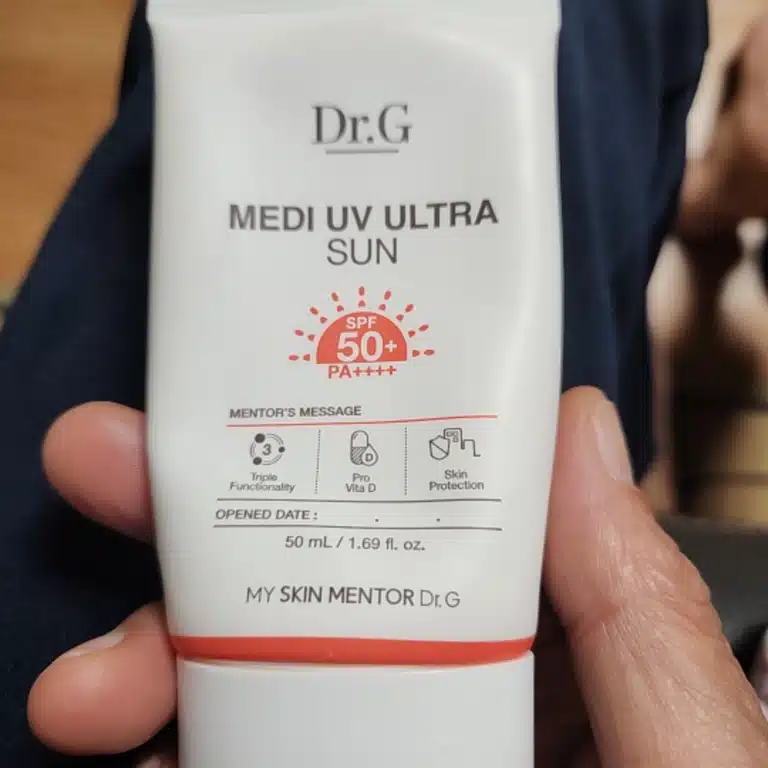 Dr.G
MEDI UV ULTRA
SUN
SPF
50+
PA++++
MENTOR'S MESSAGE
3
Triple
Functionality
D
Pro
Vita D
Skin
Protection
OPENED DATE : . .
50 mL / 1.69 fl. oz.
MY SKIN MENTOR Dr.G